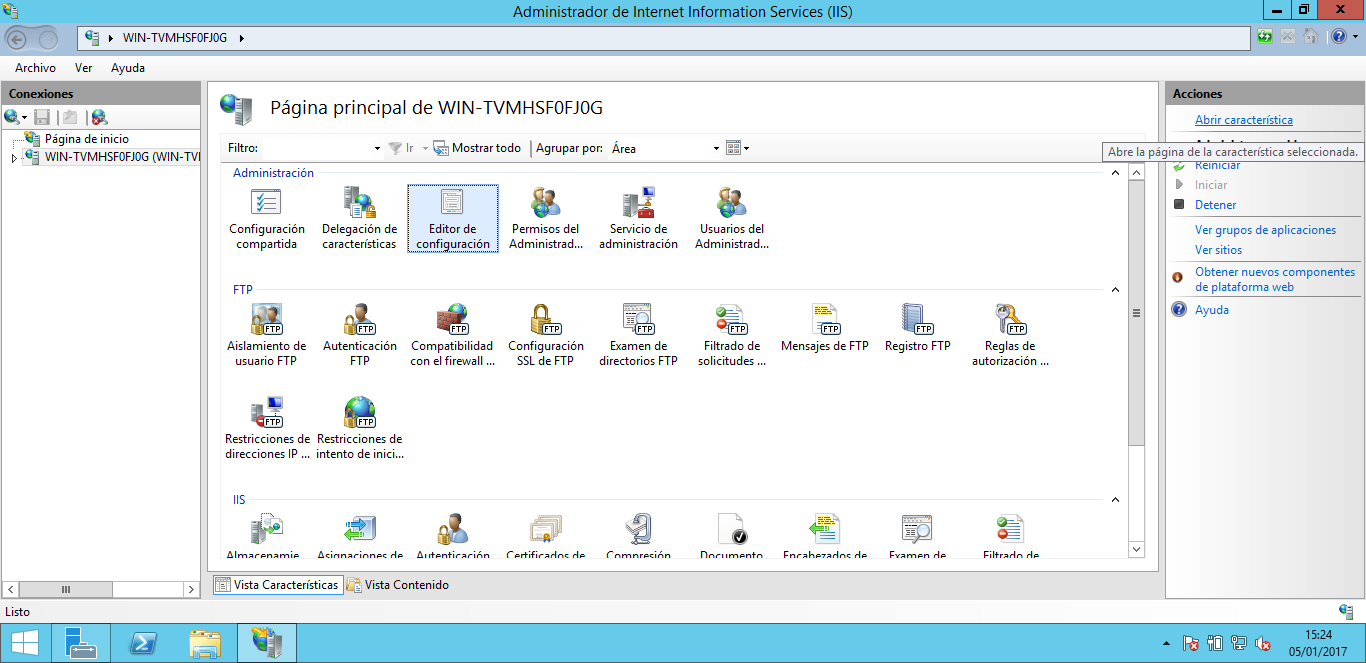 Administrador de Internet Information Services (IIS)
WIN-TVMHSF0FJ0G
Archivo Ver Ayuda
Conexiones
Página de inicio
WIN-TVMHSF0FJ0G (WIN-TVI
Página principal de WIN-TVMHSF0FJ0G
Filtro: Ir Mostrar todo Agrupar por: Área
Administración
Configuración compartida
Delegación de características
Editor de configuración
Permisos del Administrad...
Servicio de administración
Usuarios del Administrad...
FTP
Aislamiento de usuario FTP
Autenticación FTP
Compatibilidad con el firewall ...
Configuración SSL de FTP
Examen de directorios FTP
Filtrado de solicitudes ...
Mensajes de FTP
Registro FTP
Reglas de autorización ...
Restricciones de direcciones IP ...
Restricciones de intento de inici...
IIS
Almacenamie
Asignaciones de
Autenticación
Certificados de
Compresión
Documento
Encabezados de
Examen de
Filtrado de
Vista Características Vista Contenido
Acciones
Abrir característica
Abre la página de la característica seleccionada.
Reiniciar
Iniciar
Detener
Ver grupos de aplicaciones
Ver sitios
Obtener nuevos componentes
de plataforma web
Ayuda
Listo
15:24
05/01/2017